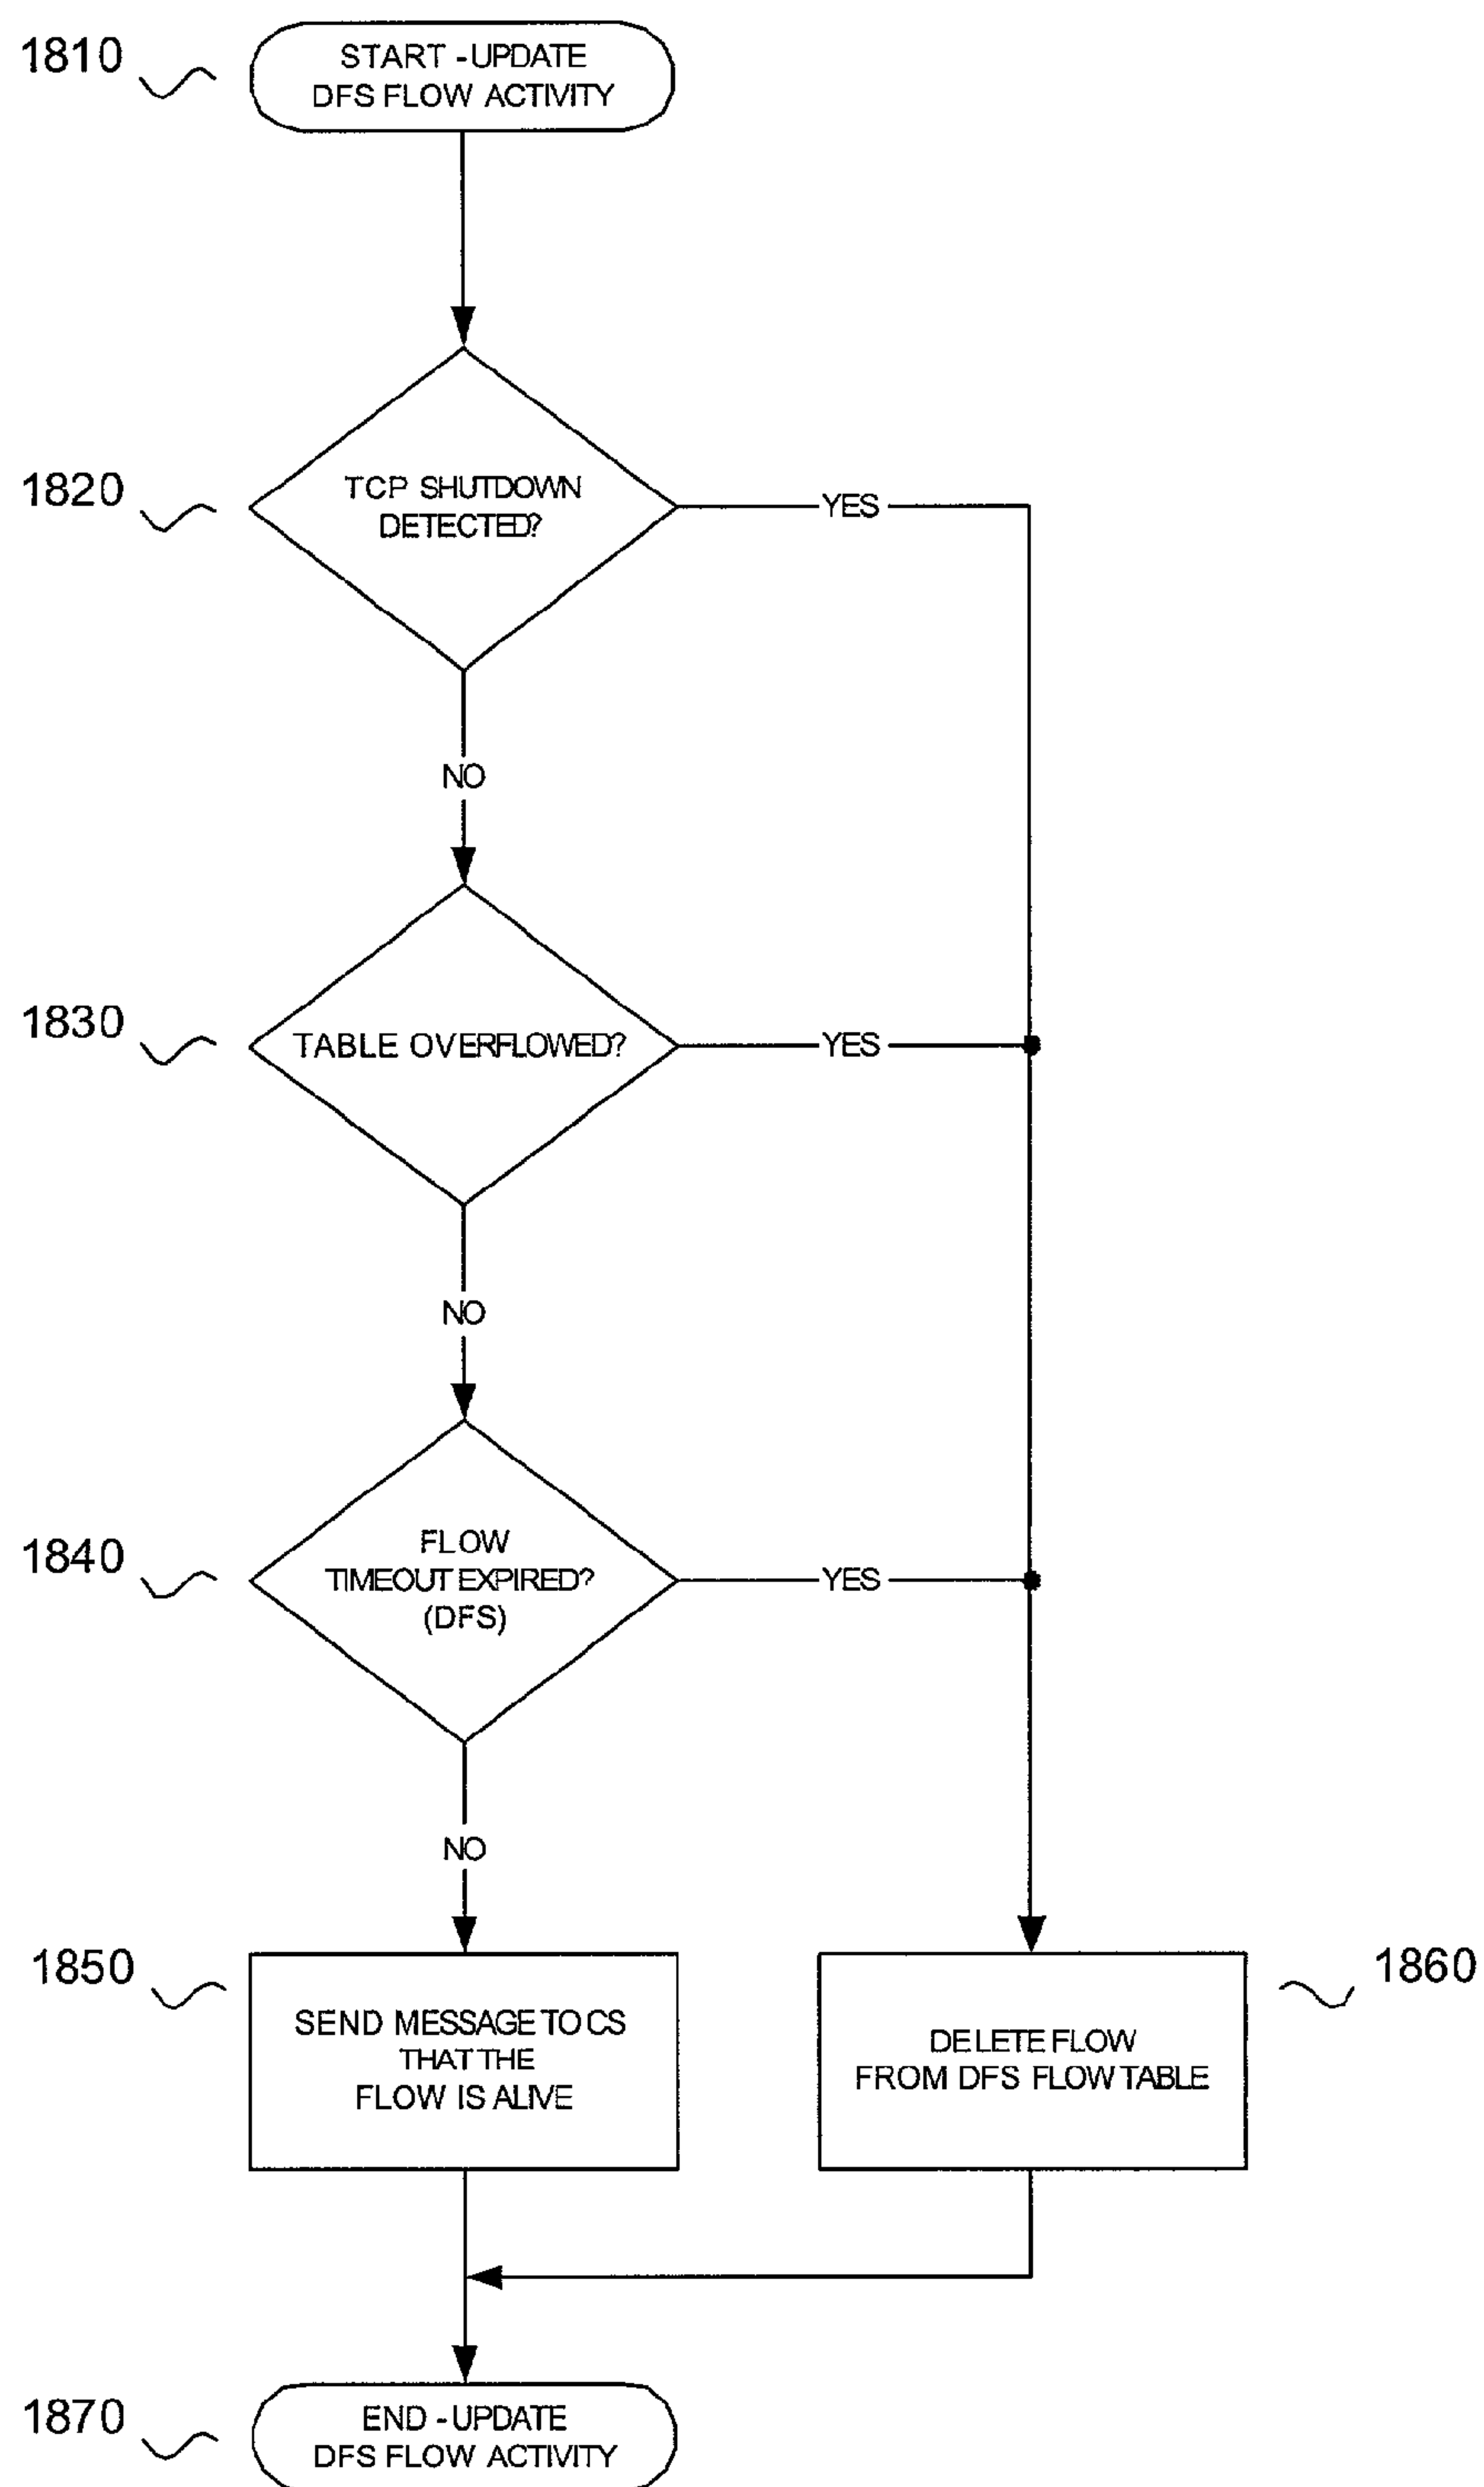 1810
START - UPDATE
DFS FLOW ACTIVITY
1820
TCP SHUTDOWN
DETECTED?
YES
NO
1830
TABLE OVERFLOWED?
YES
NO
1840
FLOW
TIMEOUT EXPIRED?
(DFS)
YES
NO
1850
SEND MESSAGE TO CS
THAT THE
FLOW IS ALIVE
1860
DELETE FLOW
FROM DFS FLOW TABLE
1870
END - UPDATE
DFS FLOW ACTIVITY